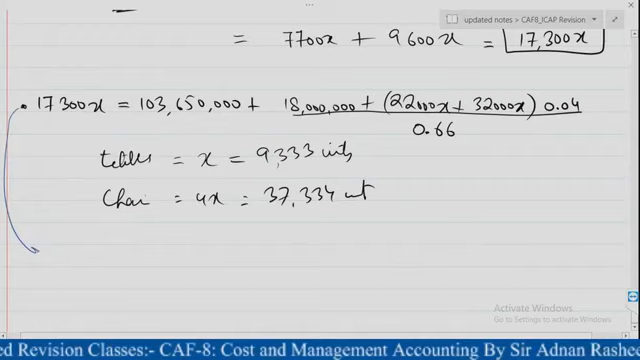 updated notes > CAF8_ICAP Revision
= 7700x + 9600x = 17,300x
17300x = 103,650,000 + 18,000,000 + (22000x + 32000x) 0.04
0.66
= x = 9,333 units
Chair = 4x = 37,334 unit
Activate Windows
Go to Settings to activate Windows.
ed Revision Classes:- CAF-8: Cost and Management Accounting By Sir Adnan Rashee